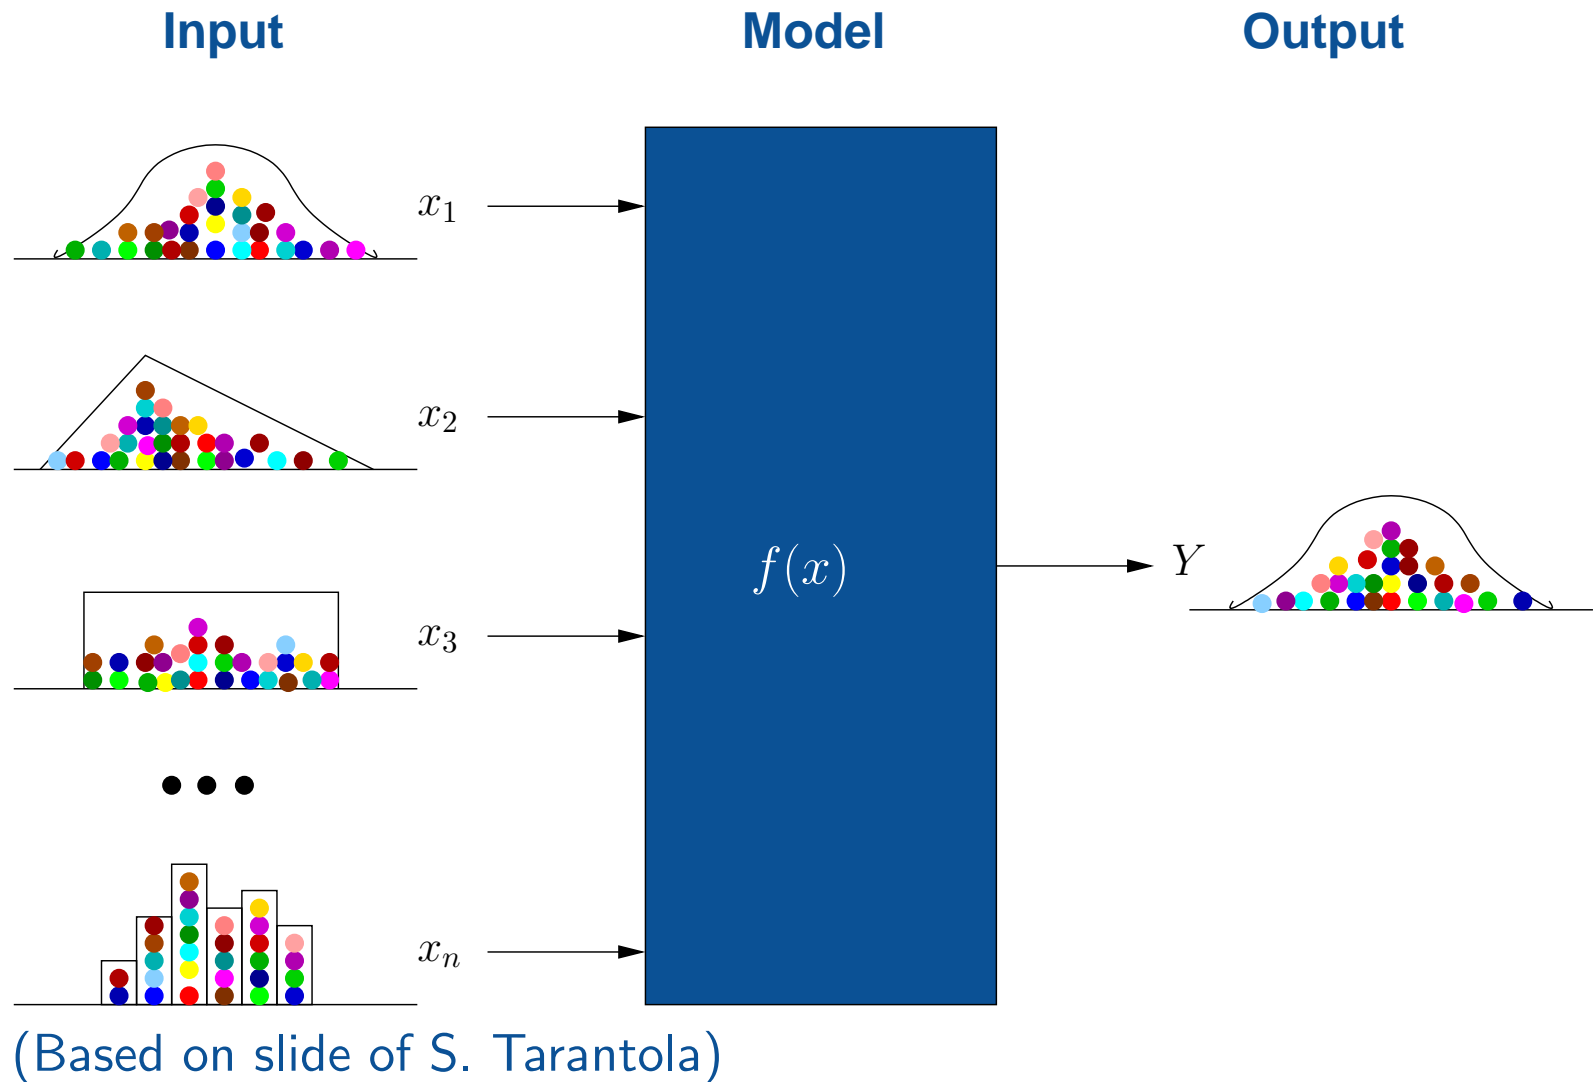 Input Model Output
x₁
x₂
f(x) Y
x₃
xₙ
(Based on slide of S. Tarantola)